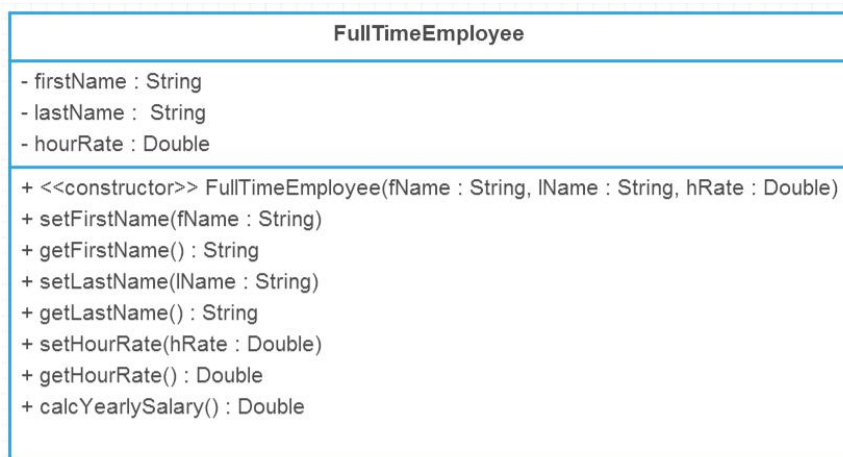 FullTimeEmployee
- firstName : String
- lastName : String
- hourRate : Double
+ <<constructor>> FullTimeEmployee(fName : String, lName : String, hRate : Double)
+ setFirstName(fName : String)
+ getFirstName() : String
+ setLastName(lName : String)
+ getLastName() : String
+ setHourRate(hRate : Double)
+ getHourRate() : Double
+ calcYearlySalary() : Double